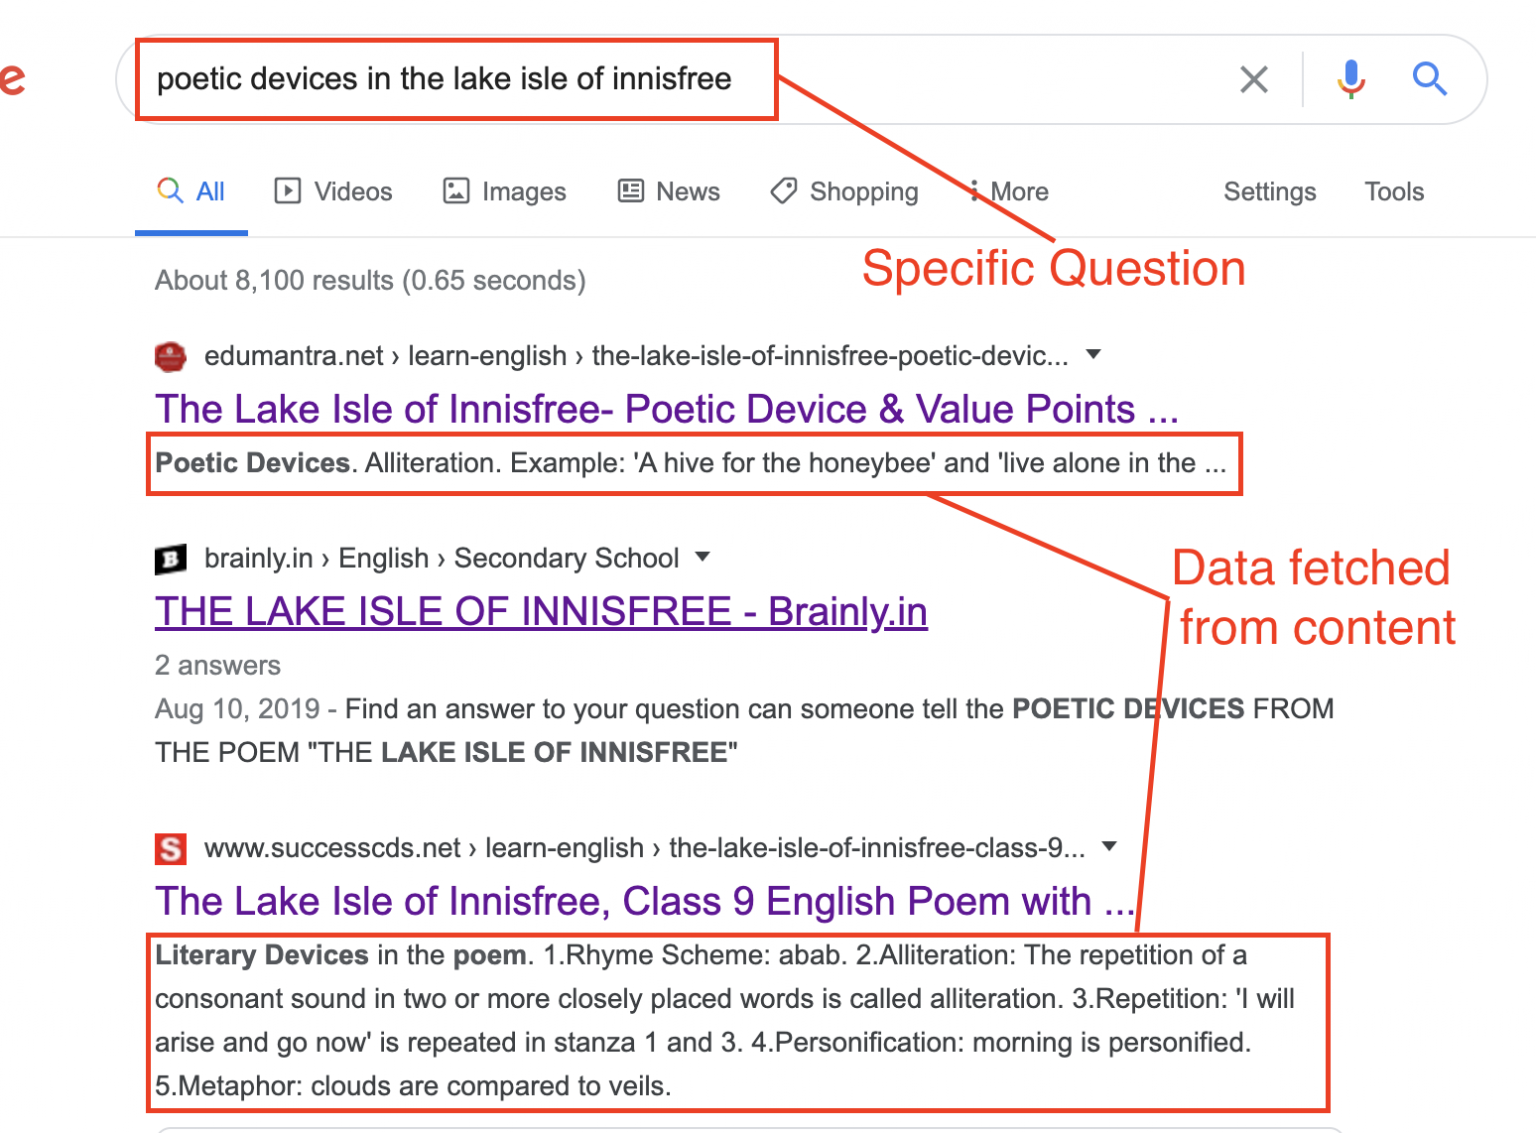 e
poetic devices in the lake isle of innisfree
All Videos Images News Shopping More Settings Tools
Specific Question
About 8,100 results (0.65 seconds)
edumantra.net › learn-english › the-lake-isle-of-innisfree-poetic-devic...
The Lake Isle of Innisfree- Poetic Device & Value Points ...
Poetic Devices. Alliteration. Example: 'A hive for the honeybee' and 'live alone in the ...
B brainly.in › English › Secondary School
THE LAKE ISLE OF INNISFREE - Brainly.in
Data fetched
from content
2 answers
Aug 10, 2019 - Find an answer to your question can someone tell the POETIC DEVICES FROM
THE POEM "THE LAKE ISLE OF INNISFREE"
S www.successcds.net › learn-english › the-lake-isle-of-innisfree-class-9...
The Lake Isle of Innisfree, Class 9 English Poem with ...
Literary Devices in the poem. 1.Rhyme Scheme: abab. 2.Alliteration: The repetition of a
consonant sound in two or more closely placed words is called alliteration. 3.Repetition: 'I will
arise and go now' is repeated in stanza 1 and 3. 4.Personification: morning is personified.
5.Metaphor: clouds are compared to veils.